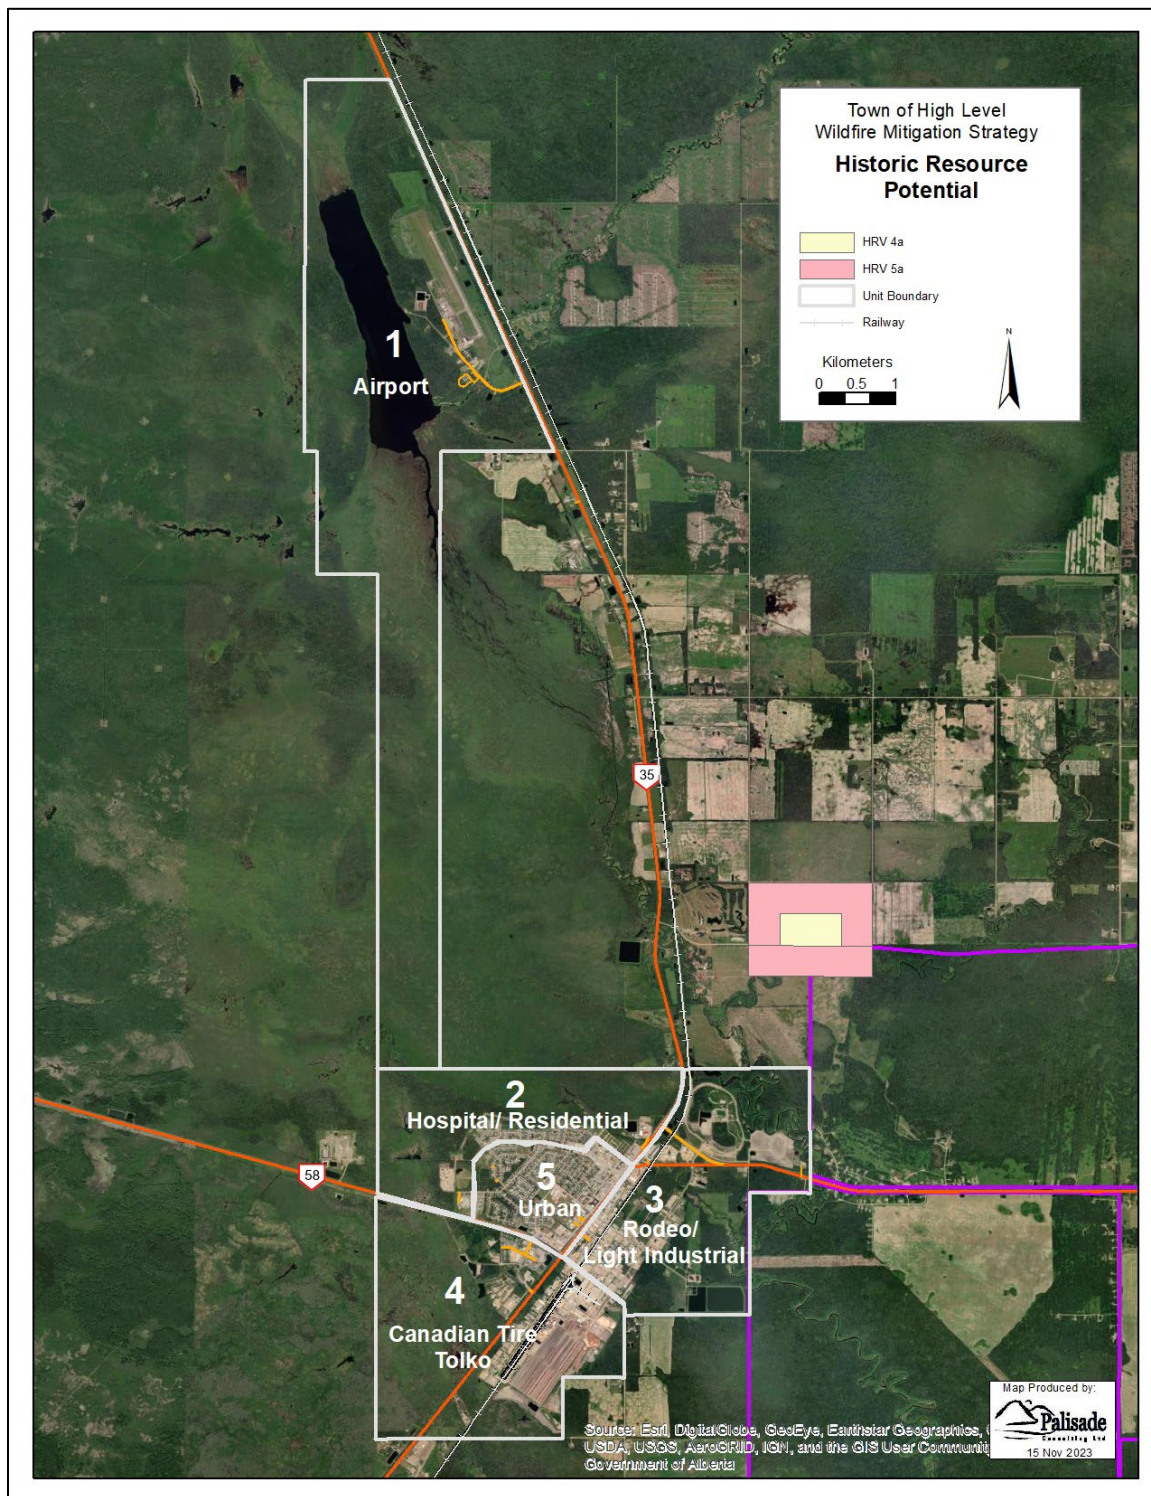 Town of High Level
Wildfire Mitigation Strategy
Historic Resource
Potential
HRV 4a
HRV 5a
Unit Boundary
Railway
N
Kilometers
0 0.5 1
1
Airport
35
2
Hospital/ Residential
58
5
Urban
3
Rodeo/
Light Industrial
4
Canadian Tire
Tolko
Source: Esri, DigitalGlobe, GeoEye, Earthstar Geographics,
USDA, USGS, AeroGRID, IGN, and the GIS User Community
Government of Alberta
Map Produced by:
Palisade
Consulting Ltd
15 Nov 2023